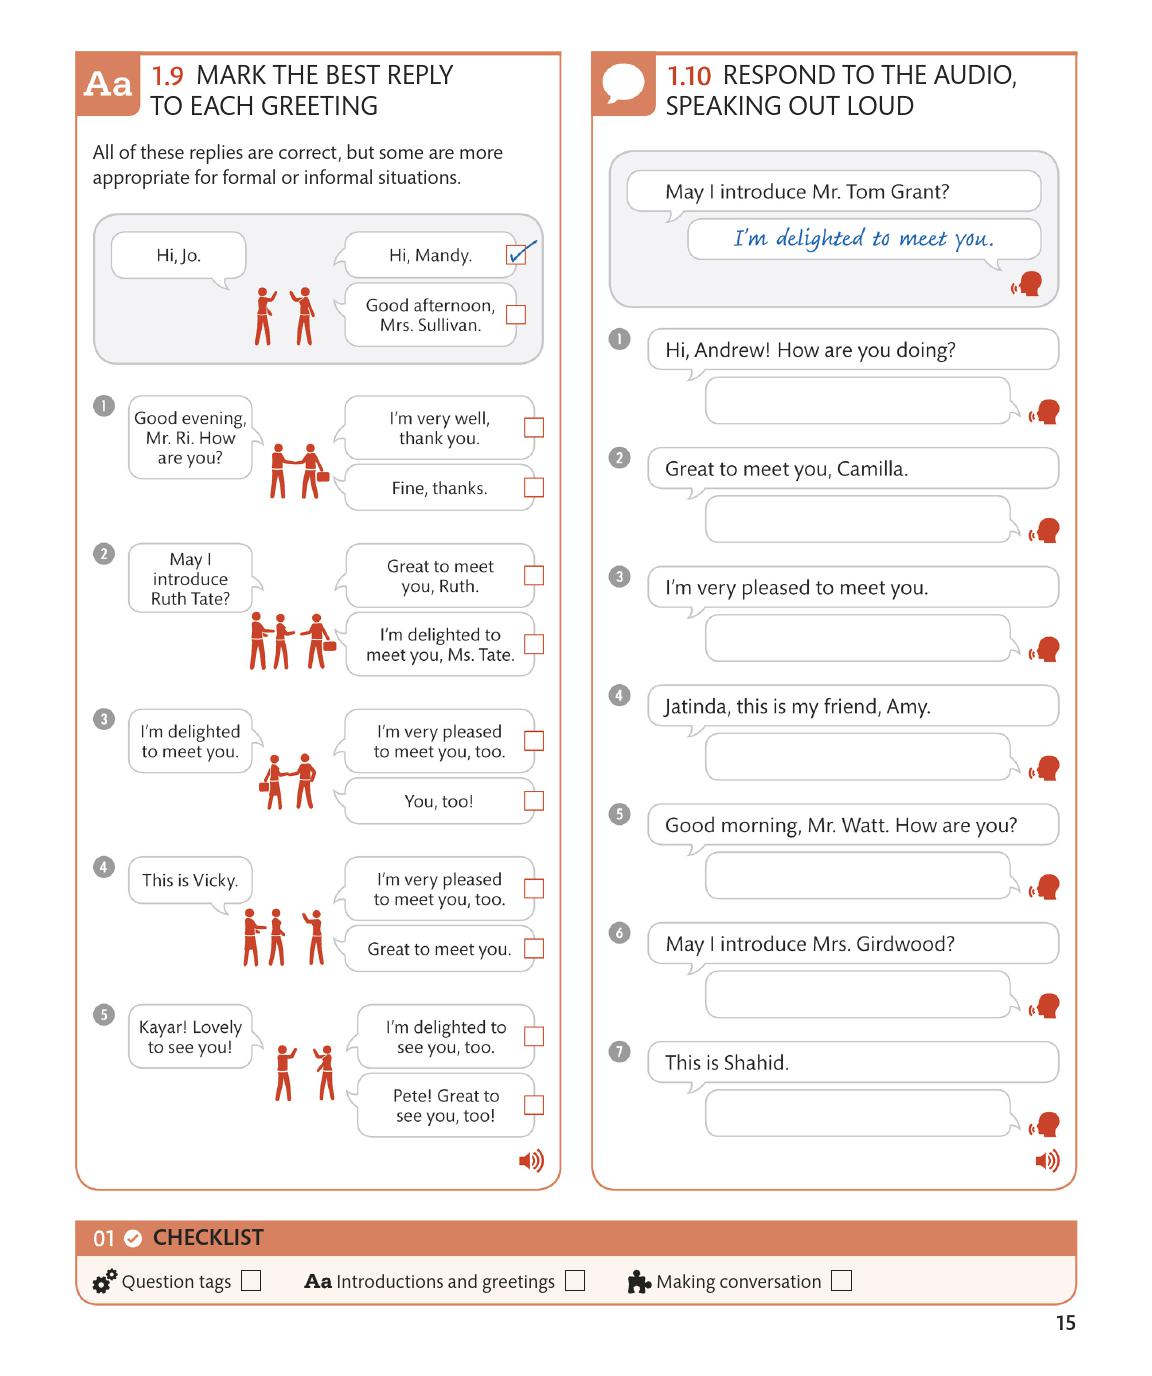 Aa
1.9 MARK THE BEST REPLY
TO EACH GREETING
All of these replies are correct, but some are more
appropriate for formal or informal situations.
Hi, Jo.
Hi, Mandy.
Good afternoon,
Mrs. Sullivan.
1
Good evening,
Mr. Ri. How
are you?
I'm very well,
thank you.
Fine, thanks.
2
May I
introduce
Ruth Tate?
Great to meet
you, Ruth.
I'm delighted to
meet you, Ms. Tate.
3
I'm delighted
to meet you.
I'm very pleased
to meet you, too.
You, too!
4
This is Vicky.
I'm very pleased
to meet you, too.
Great to meet you.
5
Kayar! Lovely
to see you!
I'm delighted to
see you, too.
Pete! Great to
see you, too!
1.10 RESPOND TO THE AUDIO,
SPEAKING OUT LOUD
May I introduce Mr. Tom Grant?
I'm delighted to meet you.
1
Hi, Andrew! How are you doing?
2
Great to meet you, Camilla.
3
I'm very pleased to meet you.
4
Jatinda, this is my friend, Amy.
5
Good morning, Mr. Watt. How are you?
6
May I introduce Mrs. Girdwood?
7
This is Shahid.
01 CHECKLIST
Question tags Aa Introductions and greetings Making conversation
15